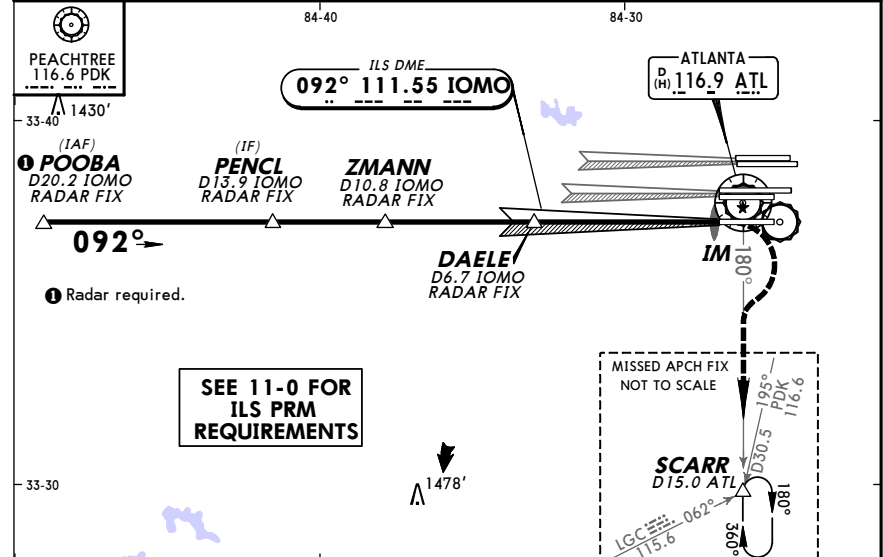 84-40
84-30
PEACHTREE
116.6 PDK
1430'
33-40
ILS DME
092° 111.55 IOMO
ATLANTA
D
(H) 116.9 ATL
(IAF)
1 POOBA
D20.2 IOMO
RADAR FIX
(IF)
PENCL
D13.9 IOMO
RADAR FIX
ZMANN
D10.8 IOMO
RADAR FIX
092°
DAELE
D6.7 IOMO
RADAR FIX
IM
180°
1 Radar required.
SEE 11-0 FOR
ILS PRM
REQUIREMENTS
MISSED APCH FIX
NOT TO SCALE
195°
PDK
116.6
D30.5
SCARR
D15.0 ATL
1478'
33-30
LGC
115.6
062°
180°
360°